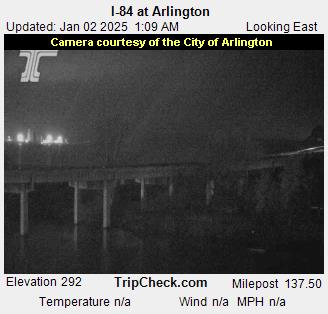 I-84 at Arlington
Updated: Jan 02 2025 1:09 AM Looking East
Camera courtesy of the City of Arlington
Elevation 292 TripCheck.com Milepost 137.50
Temperature n/a Wind n/a MPH n/a